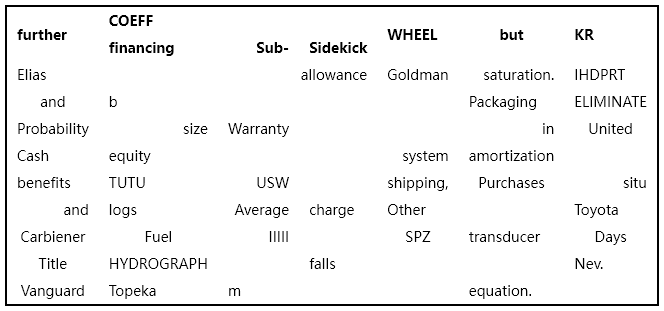 further COEFF financing Sub- Sidekick WHEEL but KR
Elias allowance Goldman saturation. IHDPRT
and b Packaging ELIMINATE
Probability size Warranty in United
Cash equity system amortization
benefits TUTU USW shipping, Purchases situ
and logs Average charge Other Toyota
Carbiener Fuel IIIII SPZ transducer Days
Title HYDROGRAPH falls Nev.
Vanguard Topeka m equation.